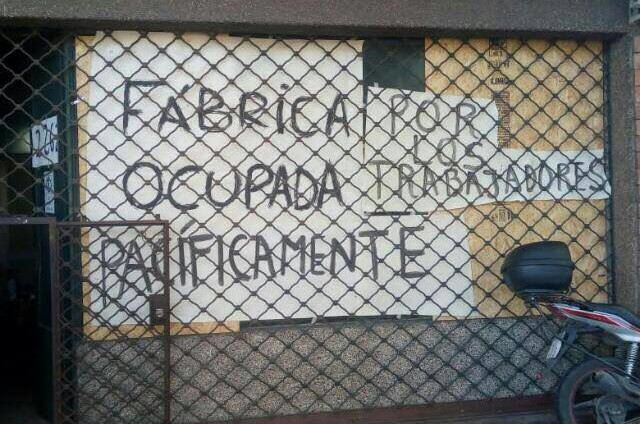 FÁBRICA
OCUPADA
PACÍFICAMENTE
POR
LOS
TRABAJADORES